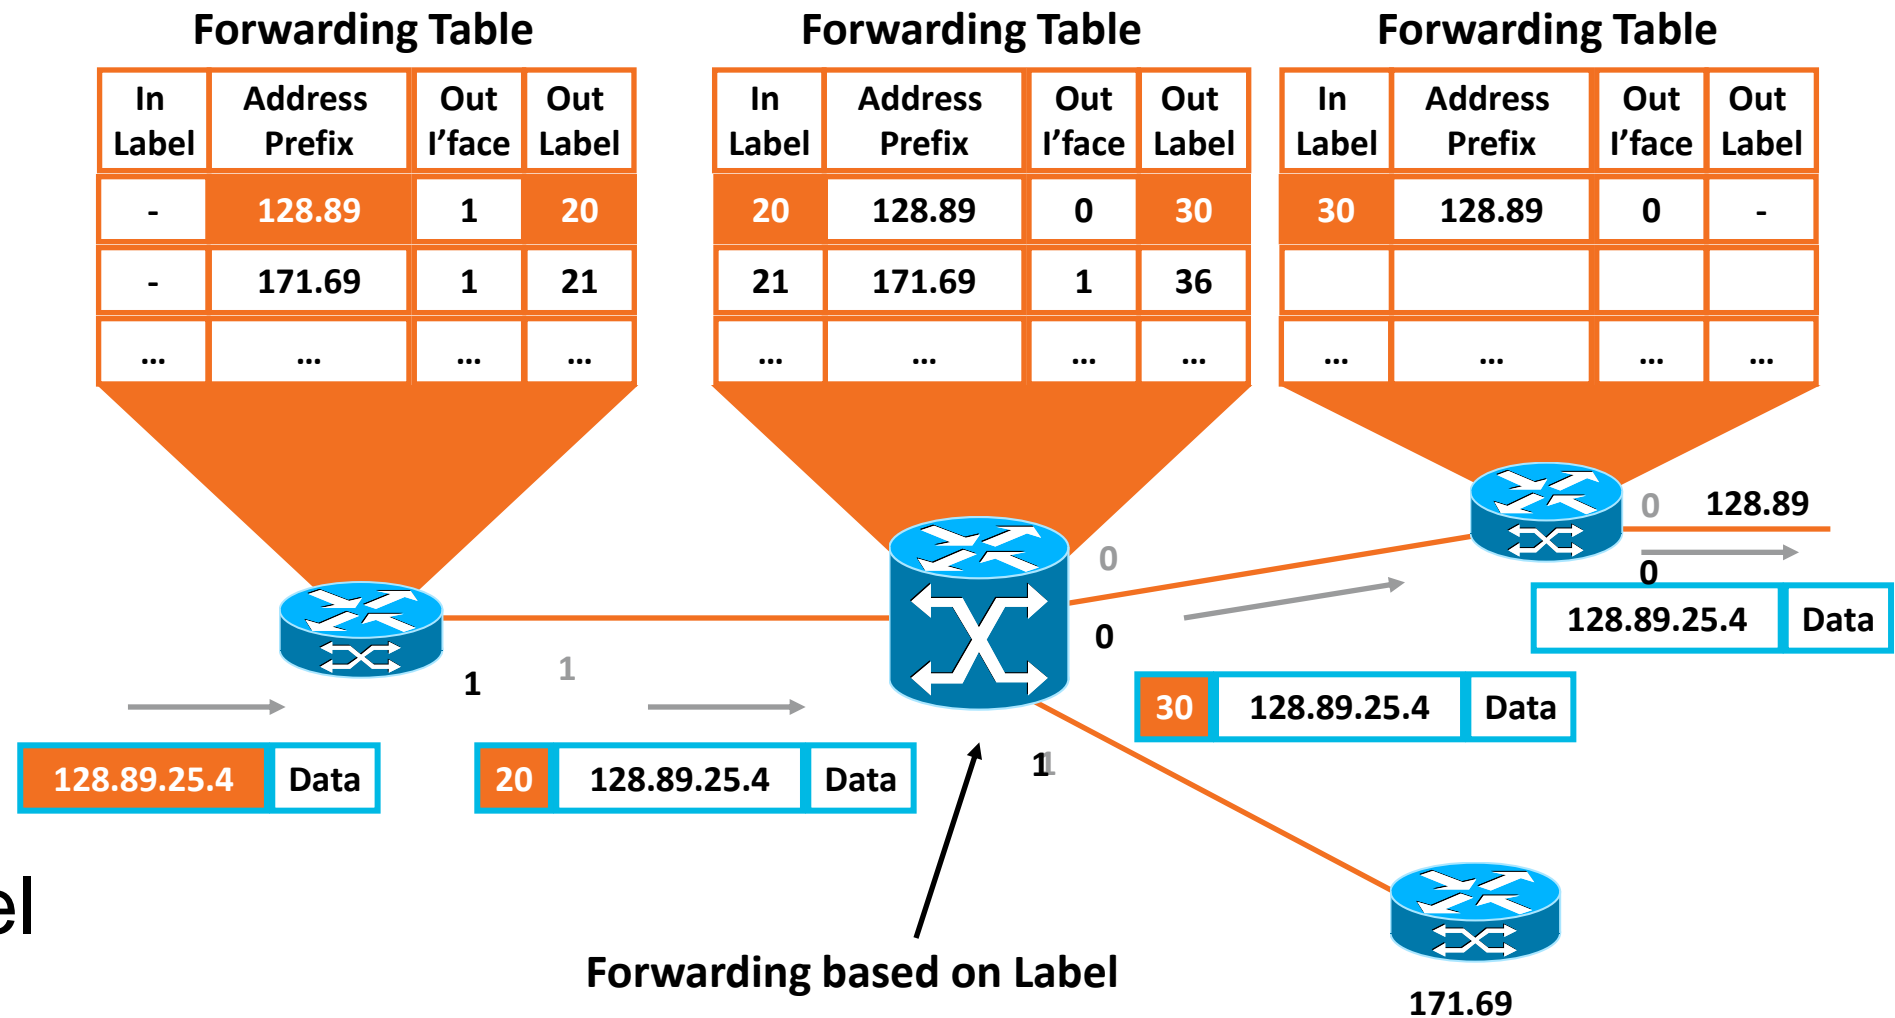 Forwarding Table
In Label Address Prefix Out I’face Out Label
- 128.89 1 20
- 171.69 1 21
... ... ... ...
Forwarding Table
In Label Address Prefix Out I’face Out Label
20 128.89 0 30
21 171.69 1 36
... ... ... ...
Forwarding Table
In Label Address Prefix Out I’face Out Label
30 128.89 0 -
... ... ... ...
0 128.89
0
128.89.25.4 Data
0
0
1
1
30 128.89.25.4 Data
1
1
128.89.25.4 Data
20 128.89.25.4 Data
el
Forwarding based on Label
171.69